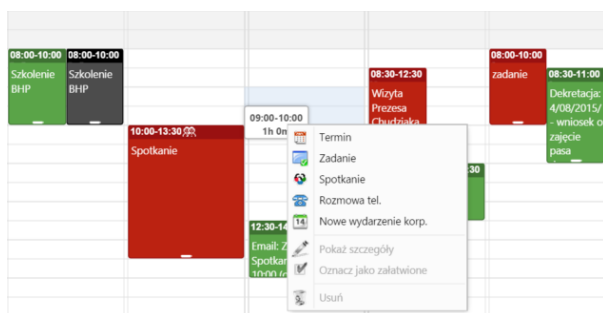 08:00-10:00
Szkolenie
BHP
08:00-10:00
Szkolenie
BHP
10:00-13:30
Spotkanie
09:00-10:00
1h
12:30-14
Email:
Spotkan
10:00
08:30-12:30
Wizyta
Prezesa
Chudziaka
30
08:00-10:00
zadanie
08:30-11:00
Dekretacja:
4/08/2015/
- wniosek o
zajęcie
pasa
Termin
Zadanie
Spotkanie
Rozmowa tel.
14 Nowe wydarzenie korp.
Pokaż szczegóły
Oznacz jako załatwione
Usuń